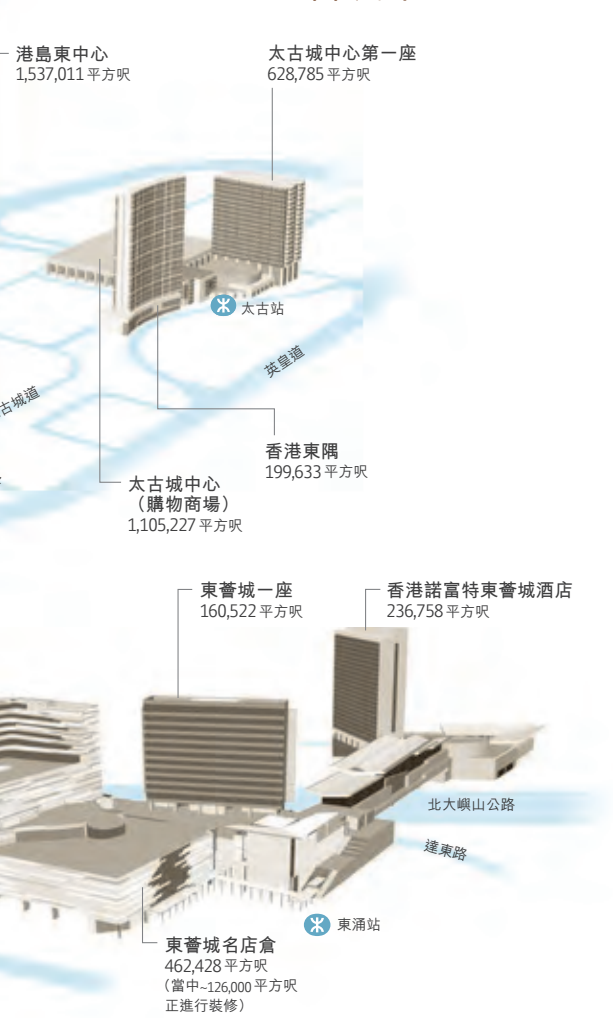 港島東中心
1,537,011 平方呎
太古城中心第一座
628,785 平方呎
太古站
英皇道
古城道
香港東隅
199,633 平方呎
太古城中心
（購物商場）
1,105,227 平方呎
東薈城一座
160,522 平方呎
香港諾富特東薈城酒店
236,758 平方呎
北大嶼山公路
達東路
東涌站
東薈城名店倉
462,428 平方呎
（當中~126,000 平方呎
正進行裝修）